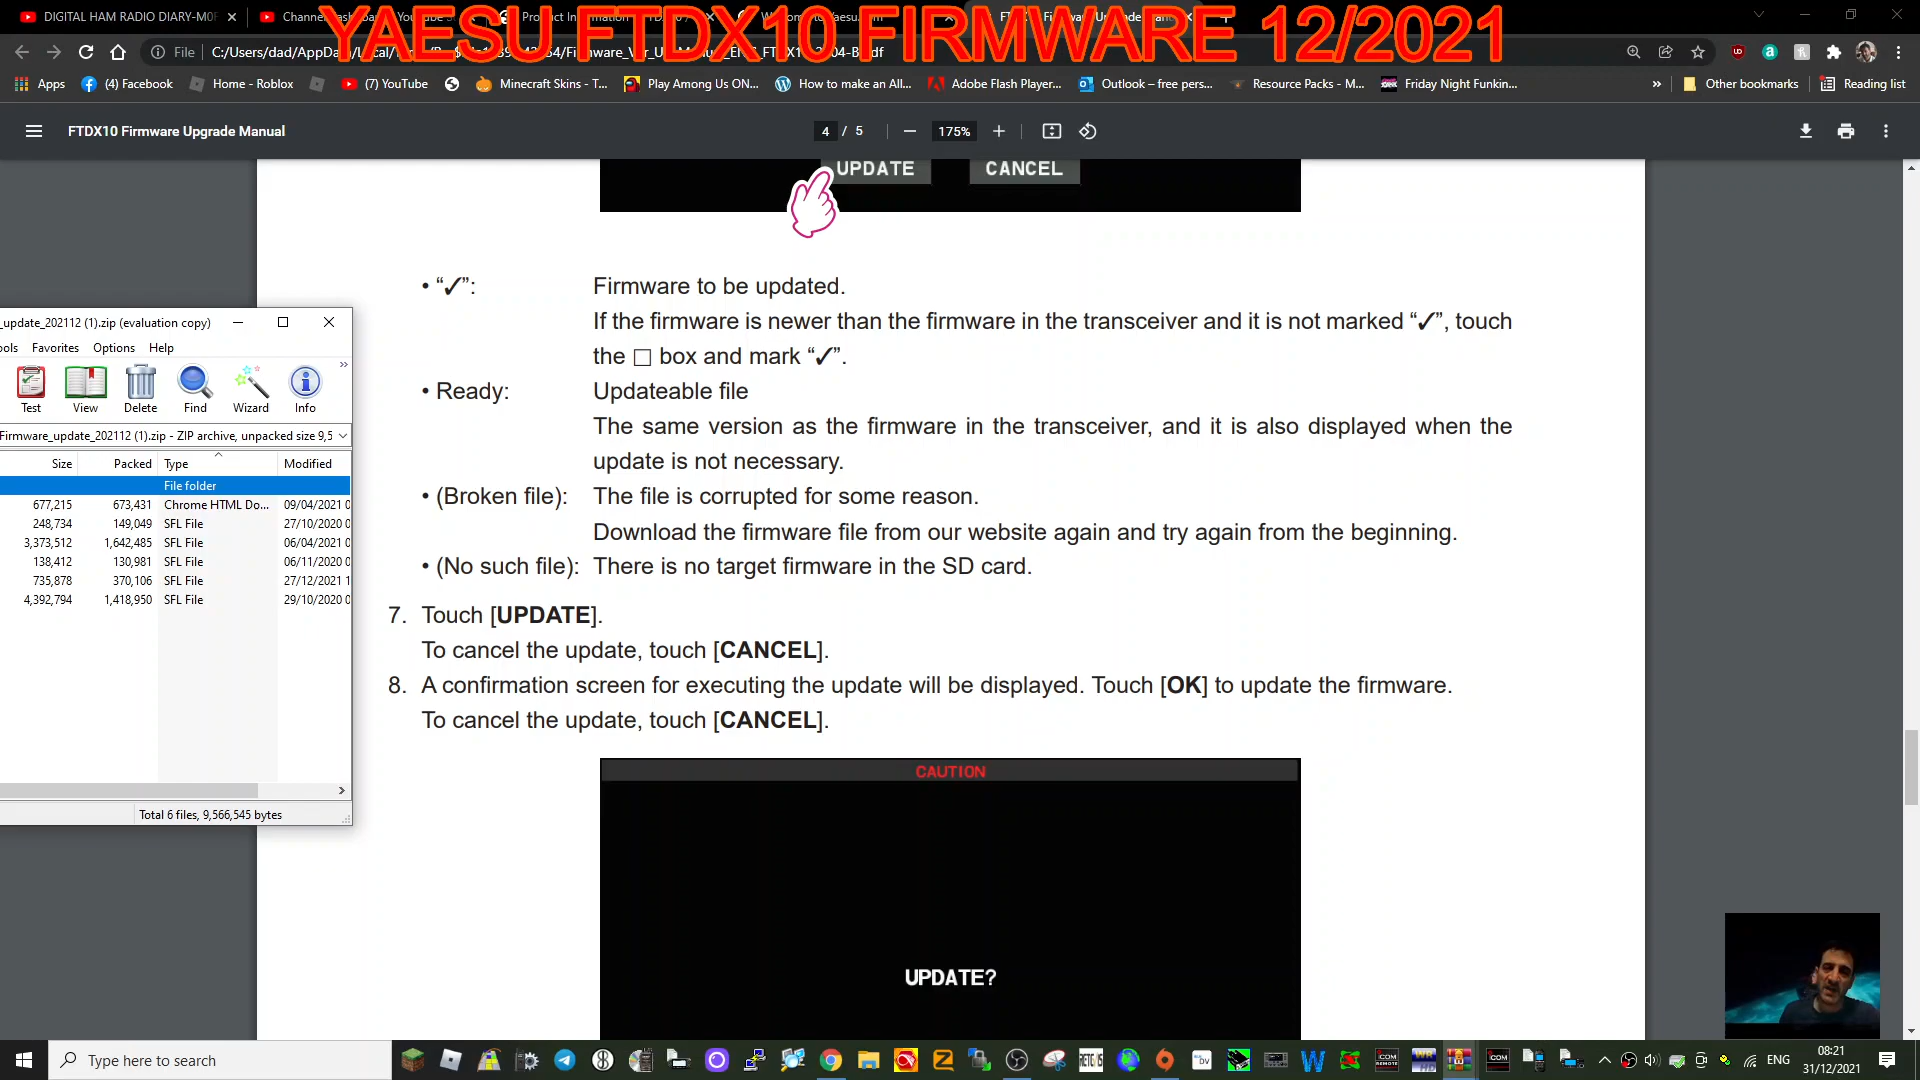 YAESU FTDX10 FIRMWARE 12/2021
DIGITAL HAM RADIO DIARY-M0F
File
(4) Facebook
Apps
Home - Roblox
(7) YouTube
Minecraft Skins - T...
Play Among Us ON...
How to make an All...
Adobe Flash Player...
Outlook – free pers...
Resource Packs - M...
Friday Night Funkin...
Other bookmarks
Reading list
FTDX10 Firmware Upgrade Manual
4 / 5
175%
UPDATE
CANCEL
• “✓”: Firmware to be updated.
If the firmware is newer than the firmware in the transceiver and it is not marked “✓”, touch
the □ box and mark “✓”.
• Ready: Updateable file
The same version as the firmware in the transceiver, and it is also displayed when the
update is not necessary.
• (Broken file): The file is corrupted for some reason.
Download the firmware file from our website again and try again from the beginning.
• (No such file): There is no target firmware in the SD card.
7. Touch [UPDATE].
To cancel the update, touch [CANCEL].
8. A confirmation screen for executing the update will be displayed. Touch [OK] to update the firmware.
To cancel the update, touch [CANCEL].
CAUTION
UPDATE?
_update_202112 (1).zip (evaluation copy)
ols Favorites Options Help
Test View Delete Find Wizard Info
Firmware_update_202112 (1).zip - ZIP archive, unpacked size 9,5
Size Packed Type Modified
File folder
677,215 673,431 Chrome HTML Do... 09/04/2021 0
248,734 149,049 SFL File 27/10/2020 0
3,373,512 1,642,485 SFL File 06/04/2021 0
138,412 130,981 SFL File 06/11/2020 0
735,878 370,106 SFL File 27/12/2021 1
4,392,794 1,418,950 SFL File 29/10/2020 0
Total 6 files, 9,566,545 bytes
Type here to search
ENG
08:21
31/12/2021